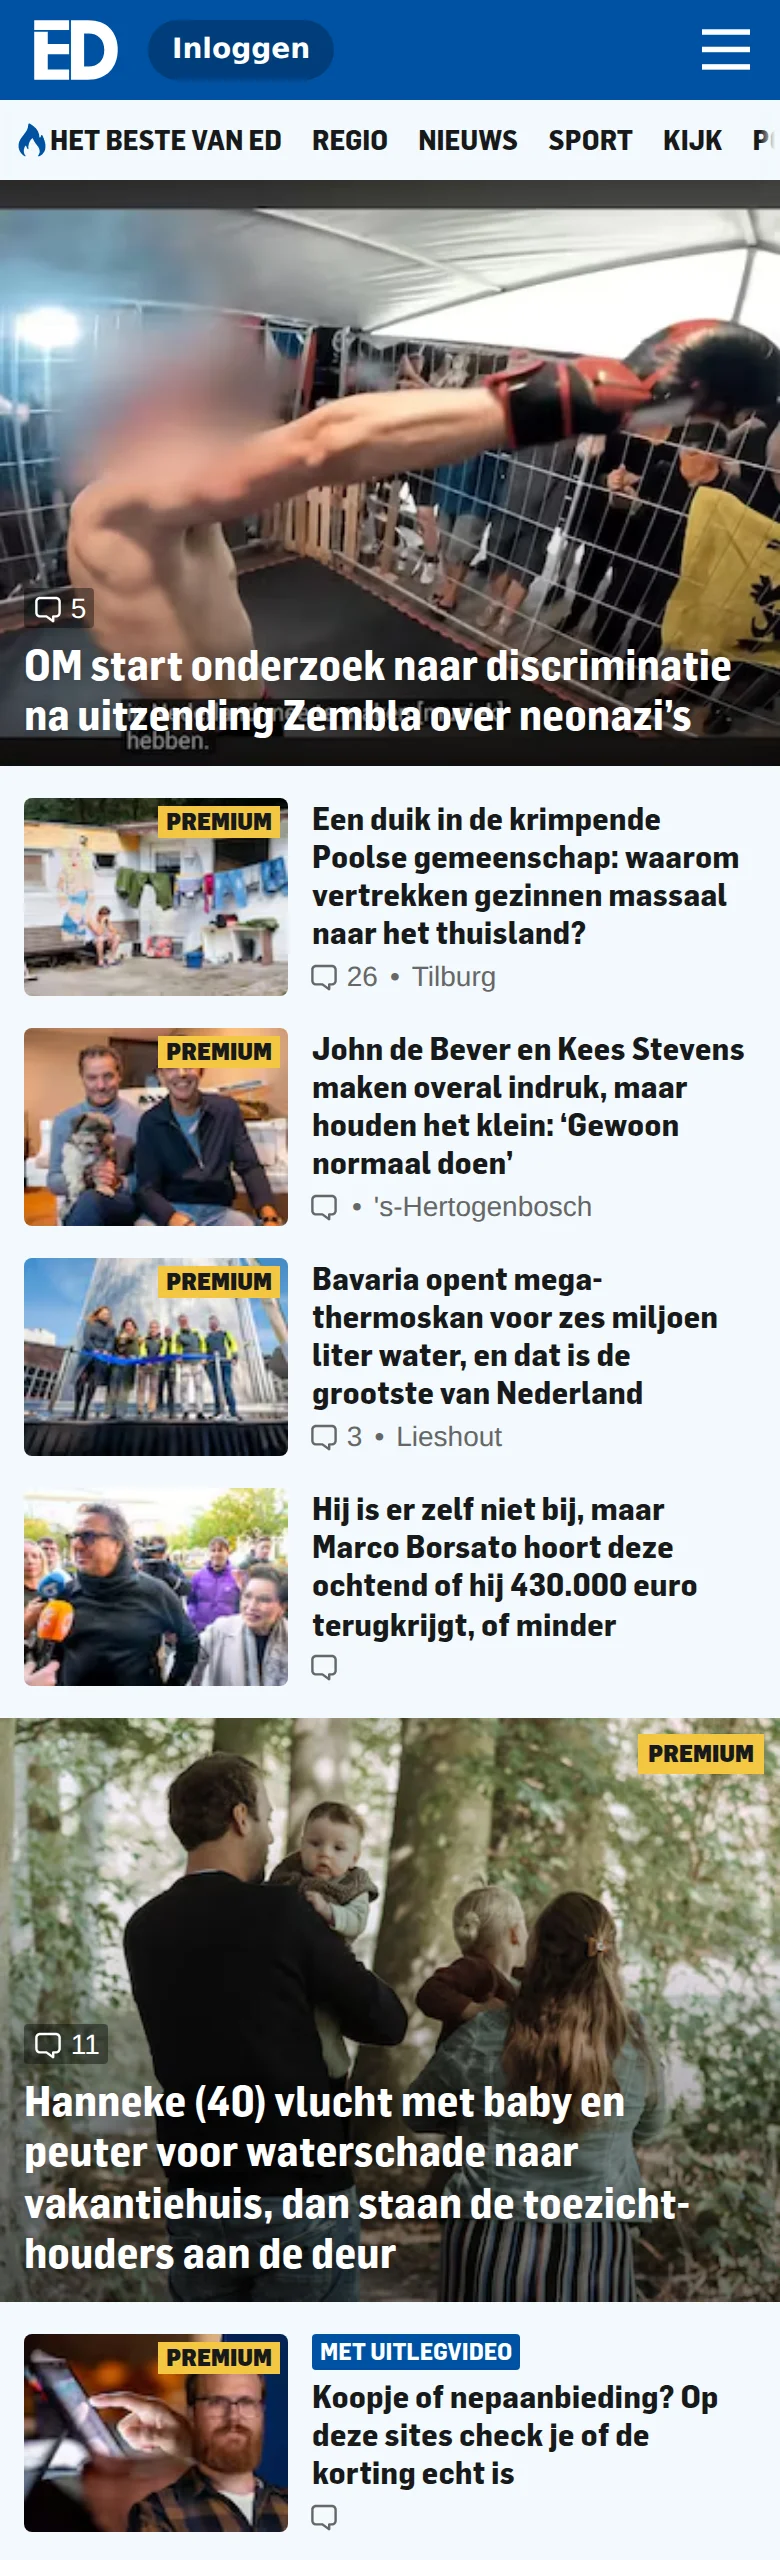 ED
Inloggen
HET BESTE VAN ED REGIO NIEUWS SPORT KIJK
5
OM start onderzoek naar discriminatie
na uitzending Zembla over neonazi's
hebben.
PREMIUM
Een duik in de krimpende
Poolse gemeenschap: waarom
vertrekken gezinnen massaal
naar het thuisland?
26 • Tilburg
PREMIUM
John de Bever en Kees Stevens
maken overal indruk, maar
houden het klein: ‘Gewoon
normaal doen’
• 's-Hertogenbosch
PREMIUM
Bavaria opent mega-
thermoskan voor zes miljoen
liter water, en dat is de
grootste van Nederland
3 • Lieshout
Hij is er zelf niet bij, maar
Marco Borsato hoort deze
ochtend of hij 430.000 euro
terugkrijgt, of minder
PREMIUM
11
Hanneke (40) vlucht met baby en
peuter voor waterschade naar
vakantiehuis, dan staan de toezicht-
houders aan de deur
PREMIUM
MET UITLEGVIDEO
Koopje of nepaanbieding? Op
deze sites check je of de
korting echt is